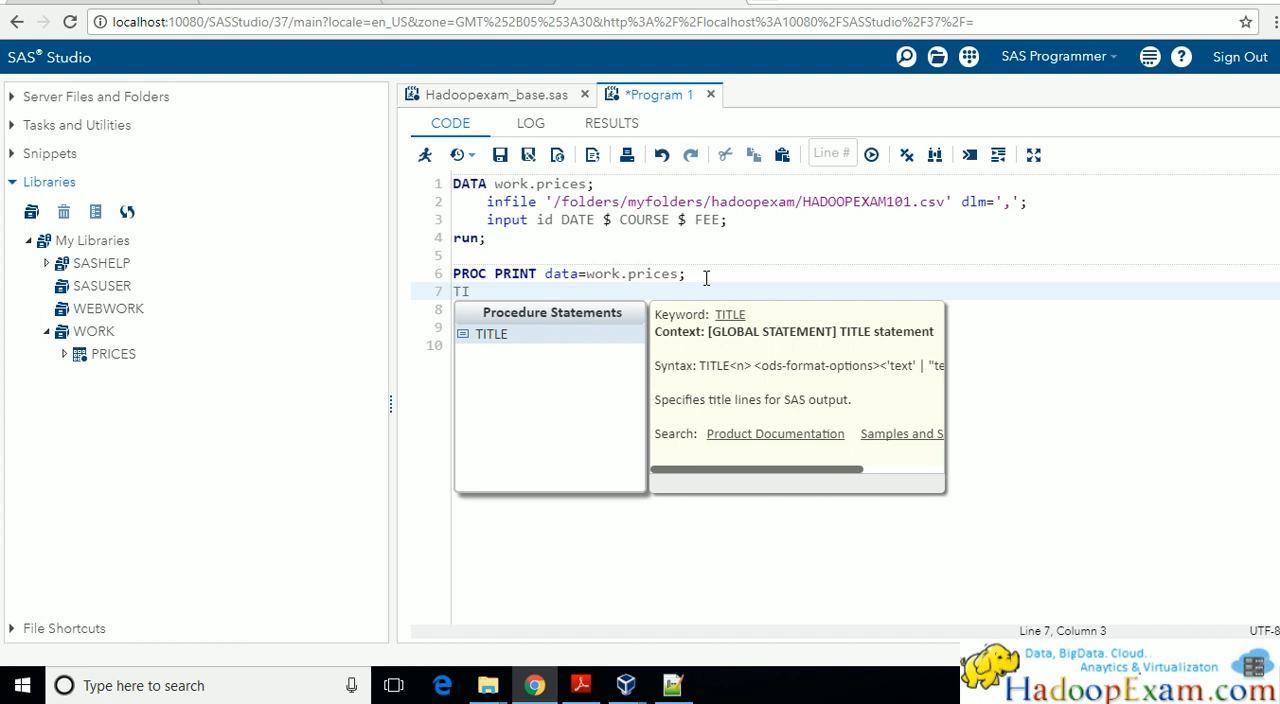 localhost:10080/SASStudio/37/main?locale=en_US&zone=GMT%252B05%253A30&http%3A%2F%2Flocalhost%3A10080%2FSASStudio%2F37%2F=
SAS® Studio
SAS Programmer
Sign Out
Server Files and Folders
Tasks and Utilities
Snippets
Libraries
My Libraries
SASHELP
SASUSER
WEBWORK
WORK
PRICES
File Shortcuts
Hadoopexam_base.sas
*Program 1
CODE LOG RESULTS
Line #
1 DATA work.prices;
2 infile '/folders/myfolders/hadoopexam/HADOOPEXAM101.csv' dlm=',';
3 input id DATE $ COURSE $ FEE;
4 run;
5
6 PROC PRINT data=work.prices;
7 TI
8
9
10
Procedure Statements
TITLE
Keyword: TITLE
Context: [GLOBAL STATEMENT] TITLE statement
Syntax: TITLE<n> <ods-format-options><'text' | "te
Specifies title lines for SAS output.
Search: Product Documentation Samples and S
Line 7, Column 3
UTF-8
Type here to search
Data, BigData. Cloud.
Anaytics & Virtualizaton
HadoopExam.com